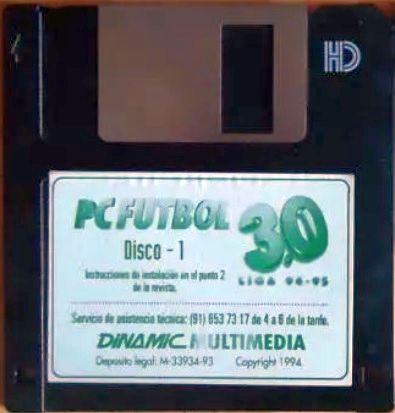 HD
PC FUTBOL 3.0
Disco - 1
LIGA 94-95
Instrucciones de instalación en el punto 2
de la revista.
Servicio de asistencia técnica: (91) 653 73 17 de 4 a 8 de la tarde.
DINAMIC MULTIMEDIA
Deposito legal: M-33934-93 Copyright 1994